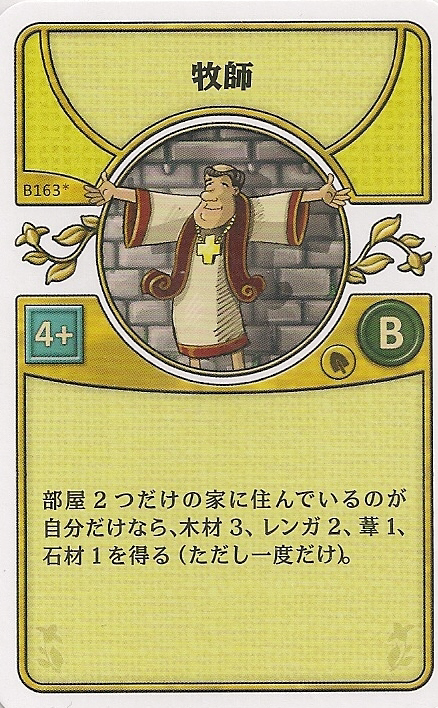 牧師
B163*
4+
B
部屋2つだけの家に住んでいるのが
自分だけなら、木材3、レンガ2、葦1、
石材1を得る(ただし一度だけ)。